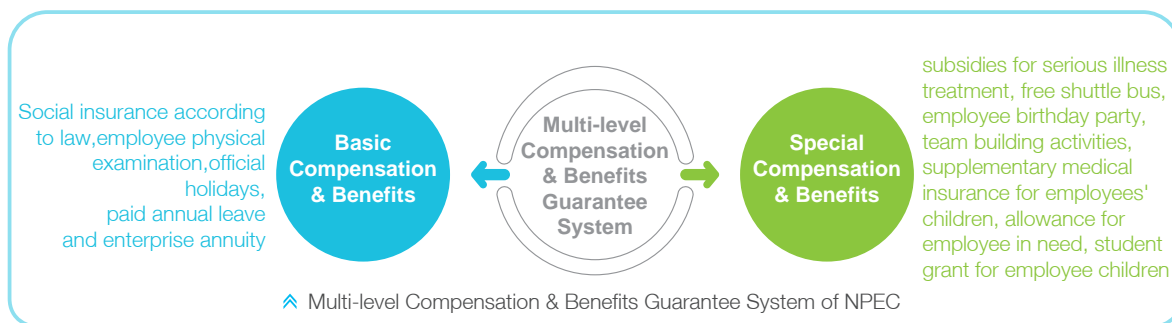 Social insurance according
to law,employee physical
examination,official
holidays,
paid annual leave
and enterprise annuity
Basic
Compensation
& Benefits
Multi-level
Compensation
& Benefits
Guarantee
System
Special
Compensation
& Benefits
subsidies for serious illness
treatment, free shuttle bus,
employee birthday party,
team building activities,
supplementary medical
insurance for employees'
children, allowance for
employee in need, student
grant for employee children
Multi-level Compensation & Benefits Guarantee System of NPEC